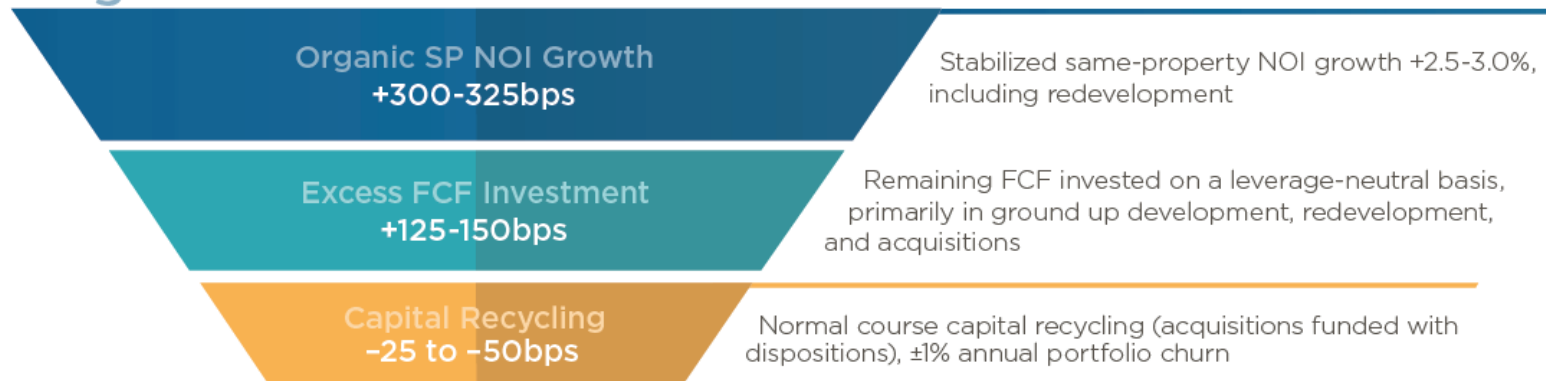 Organic SP NOI Growth
+300-325bps
Stabilized same-property NOI growth +2.5-3.0%,
including redevelopment
Excess FCF Investment
+125-150bps
Remaining FCF invested on a leverage-neutral basis,
primarily in ground up development, redevelopment,
and acquisitions
Capital Recycling
–25 to –50bps
Normal course capital recycling (acquisitions funded with
dispositions), ±1% annual portfolio churn